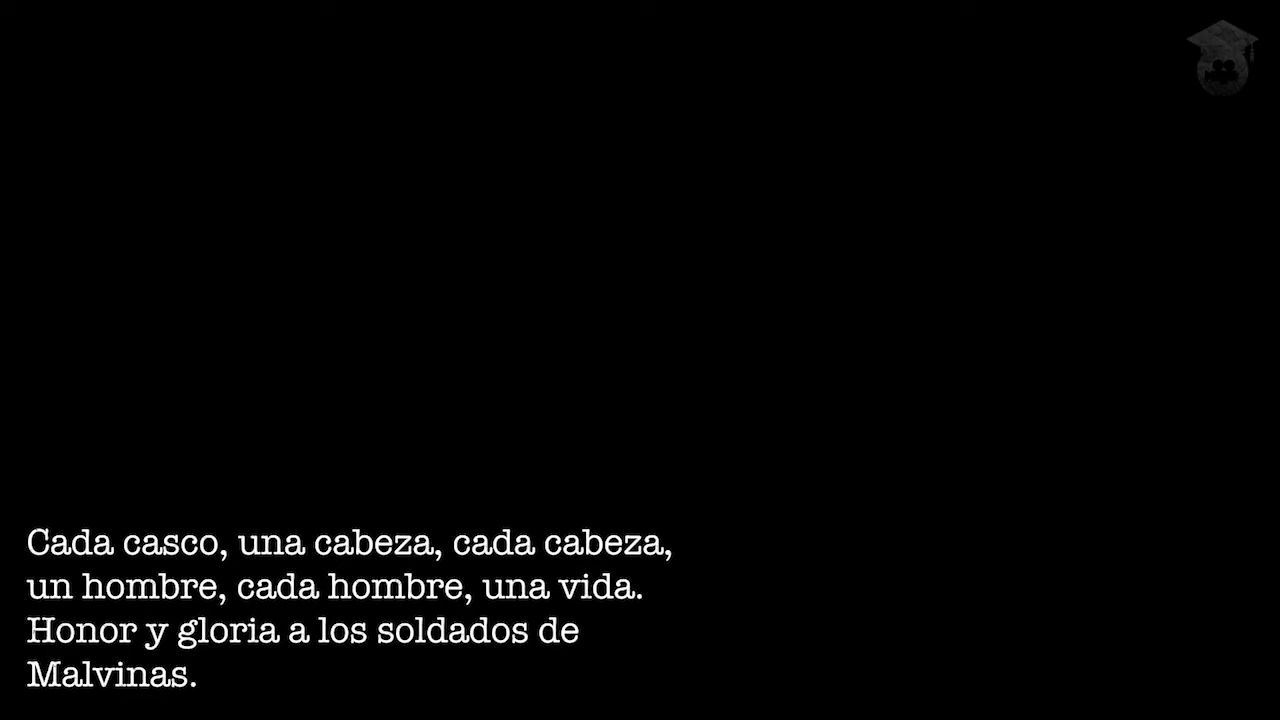 Cada casco, una cabeza, cada cabeza,
un hombre, cada hombre, una vida.
Honor y gloria a los soldados de
Malvinas.